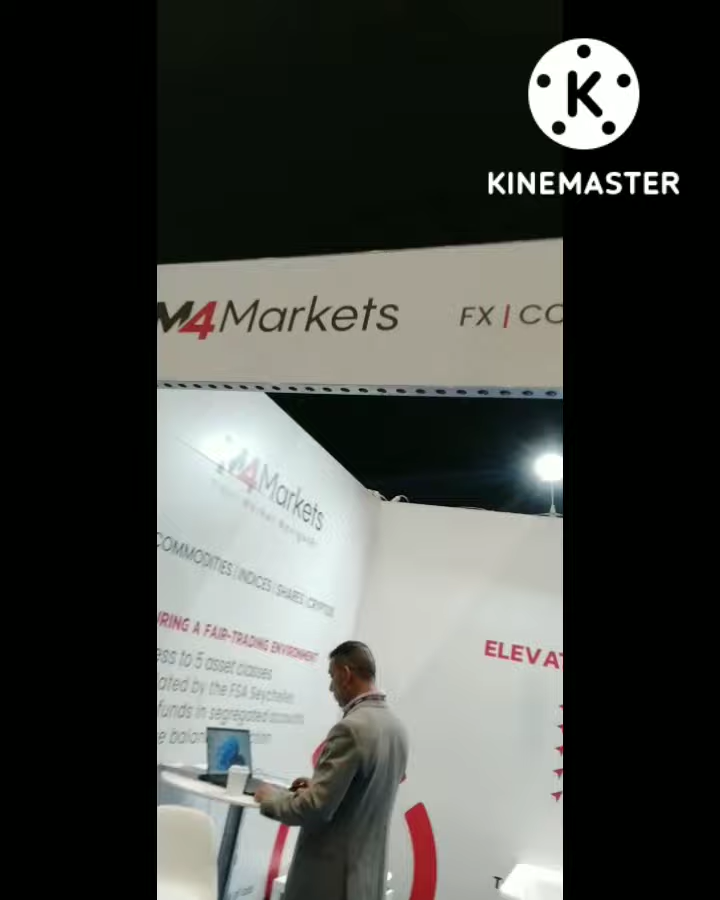 KINEMASTER
M4Markets
FX | CO
M4Markets
COMMODITIES | INDICES | SHARES | CRYPTOS
URING A FAIR-TRADING ENVIRONMENT
ess to 5 asset classes
ated by the FSA Seychelles
funds in segregated accounts
e balan
ELEVAT